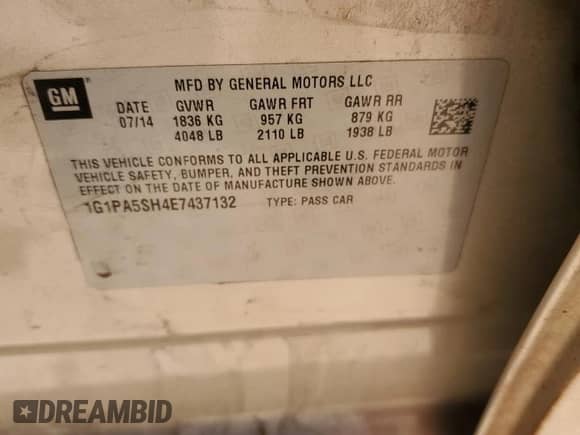 GM
MFD BY GENERAL MOTORS LLC
DATE GVWR GAWR FRT GAWR RR
07/14 1836 KG 957 KG 879 KG
4048 LB 2110 LB 1938 LB
THIS VEHICLE CONFORMS TO ALL APPLICABLE U.S. FEDERAL MOTOR
VEHICLE SAFETY, BUMPER, AND THEFT PREVENTION STANDARDS IN
EFFECT ON THE DATE OF MANUFACTURE SHOWN ABOVE.
1G1PA5SH4E7437132 TYPE: PASS CAR
DREAMBID